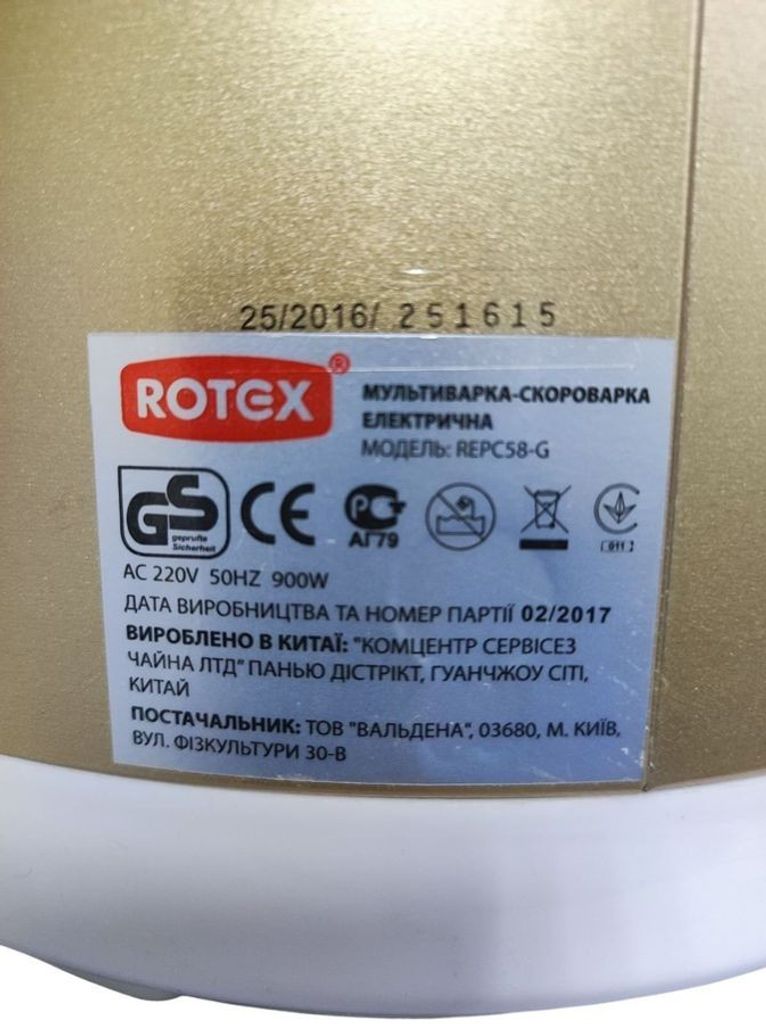 25/2016/ 251615
ROTEX®
МУЛЬТИВАРКА-СКОРОВАРКА
ЕЛЕКТРИЧНА
МОДЕЛЬ: REPC58-G
GS
geprüfte
Sicherheit
CE
РС
АГ79
011
AC 220V 50HZ 900W
ДАТА ВИРОБНИЦТВА ТА НОМЕР ПАРТІЇ 02/2017
ВИРОБЛЕНО В КИТАЇ: "КОМЦЕНТР СЕРВІСЕЗ
ЧАЙНА ЛТД" ПАНЬЮ ДІСТРІКТ, ГУАНЧЖОУ СІТІ,
КИТАЙ
ПОСТАЧАЛЬНИК: ТОВ "ВАЛЬДЕНА", 03680, М. КИЇВ,
ВУЛ. ФІЗКУЛЬТУРИ 30-В